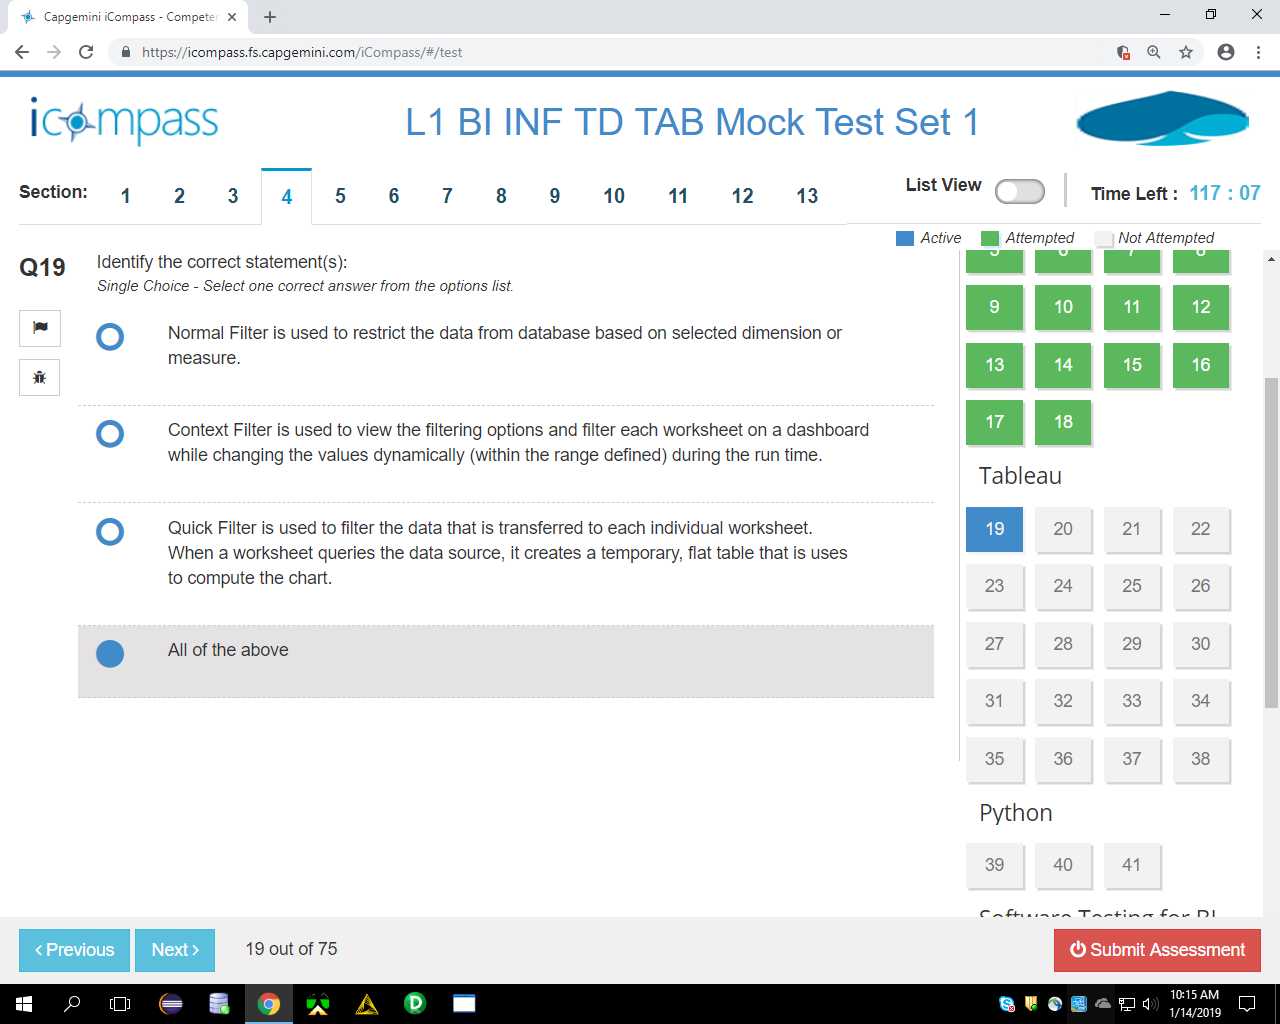 Capgemini iCompass - Competen
https://icompass.fs.capgemini.com/iCompass/#/test
icompass
L1 BI INF TD TAB Mock Test Set 1
Section: 1 2 3 4 5 6 7 8 9 10 11 12 13
List View
Time Left : 117 : 07
Active Attempted Not Attempted
Q19
Identify the correct statement(s):
Single Choice - Select one correct answer from the options list.
Normal Filter is used to restrict the data from database based on selected dimension or
measure.
Context Filter is used to view the filtering options and filter each worksheet on a dashboard
while changing the values dynamically (within the range defined) during the run time.
Quick Filter is used to filter the data that is transferred to each individual worksheet.
When a worksheet queries the data source, it creates a temporary, flat table that is uses
to compute the chart.
All of the above
5 6 7 8
9 10 11 12
13 14 15 16
17 18
Tableau
19 20 21 22
23 24 25 26
27 28 29 30
31 32 33 34
35 36 37 38
Python
39 40 41
Software Testing for BI
Previous Next 19 out of 75
Submit Assessment
10:15 AM
1/14/2019